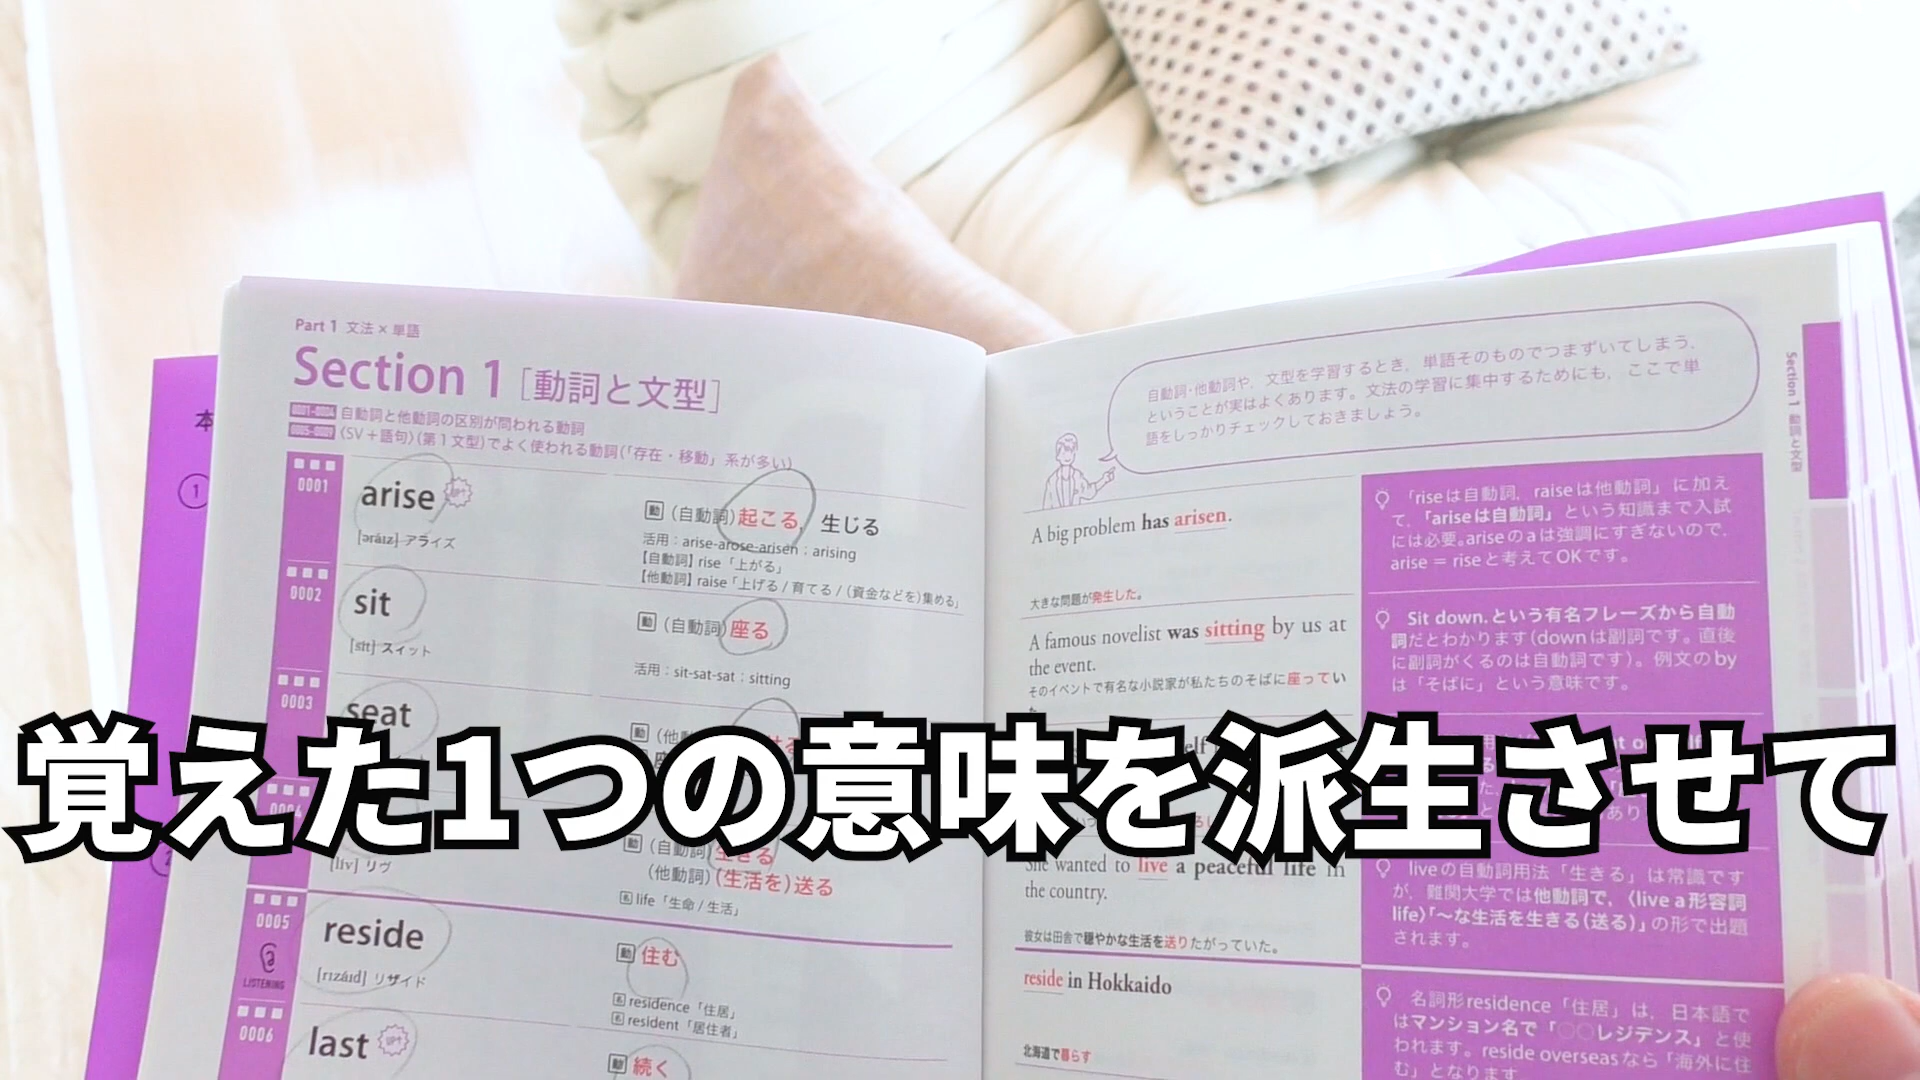 Part 1 文法×単語
Section 1［動詞と文型］
0001-0004 自動詞と他動詞の区別が問われる動詞
0005-0009 〈SV＋語句〉（第1文型）でよく使われる動詞（「存在・移動」系が多い）
0001
arise
[əráɪz] アライズ
動（自動詞）起こる，生じる
活用：arise-arose-arisen；arising
【自動詞】rise「上がる」
【他動詞】raise「上げる / 育てる /（資金などを）集める」
0002
sit
[sít] スィット
動（自動詞）座る
活用：sit-sat-sat；sitting
0003
seat
覚えた1つの意味を派生させて
[lív] リヴ
（自動詞）生きる
（他動詞）（生活を）送る
名 life「生命 / 生活」
0005
LISTENING
reside
[rɪzáɪd] リザイド
動 住む
名 residence「住居」
名 resident「居住者」
0006
last
動 続く
本
1
自動詞・他動詞や，文型を学習するとき，単語そのものでつまずいてしまう，
ということが実はよくあります。文法の学習に集中するためにも，ここで単
語をしっかりチェックしておきましょう。
Section 1 動詞と文型
A big problem has arisen.
大きな問題が発生した。
「riseは自動詞，raiseは他動詞」に加え
て，「ariseは自動詞」という知識まで入試
には必要。ariseのaは強調にすぎないので，
arise ＝ riseと考えてOKです。
A famous novelist was sitting by us at
the event.
そのイベントで有名な小説家が私たちのそばに座ってい
た。
Sit down.という有名フレーズから自動
詞だとわかります（downは副詞です。直後
に副詞がくるのは自動詞です）。例文のby
は「そばに」という意味です。
She wanted to live a peaceful life in
the country.
彼女は田舎で穏やかな生活を送りたがっていた。
liveの自動詞用法「生きる」は常識です
が，難関大学では他動詞で，〈live a 形容詞
life〉「〜な生活を生きる（送る）」の形で出題
されます。
reside in Hokkaido
北海道で暮らす
名詞形residence「住居」は，日本語で
はマンション名で「○○レジデンス」と使
われます。reside overseasなら「海外に住
む」となります